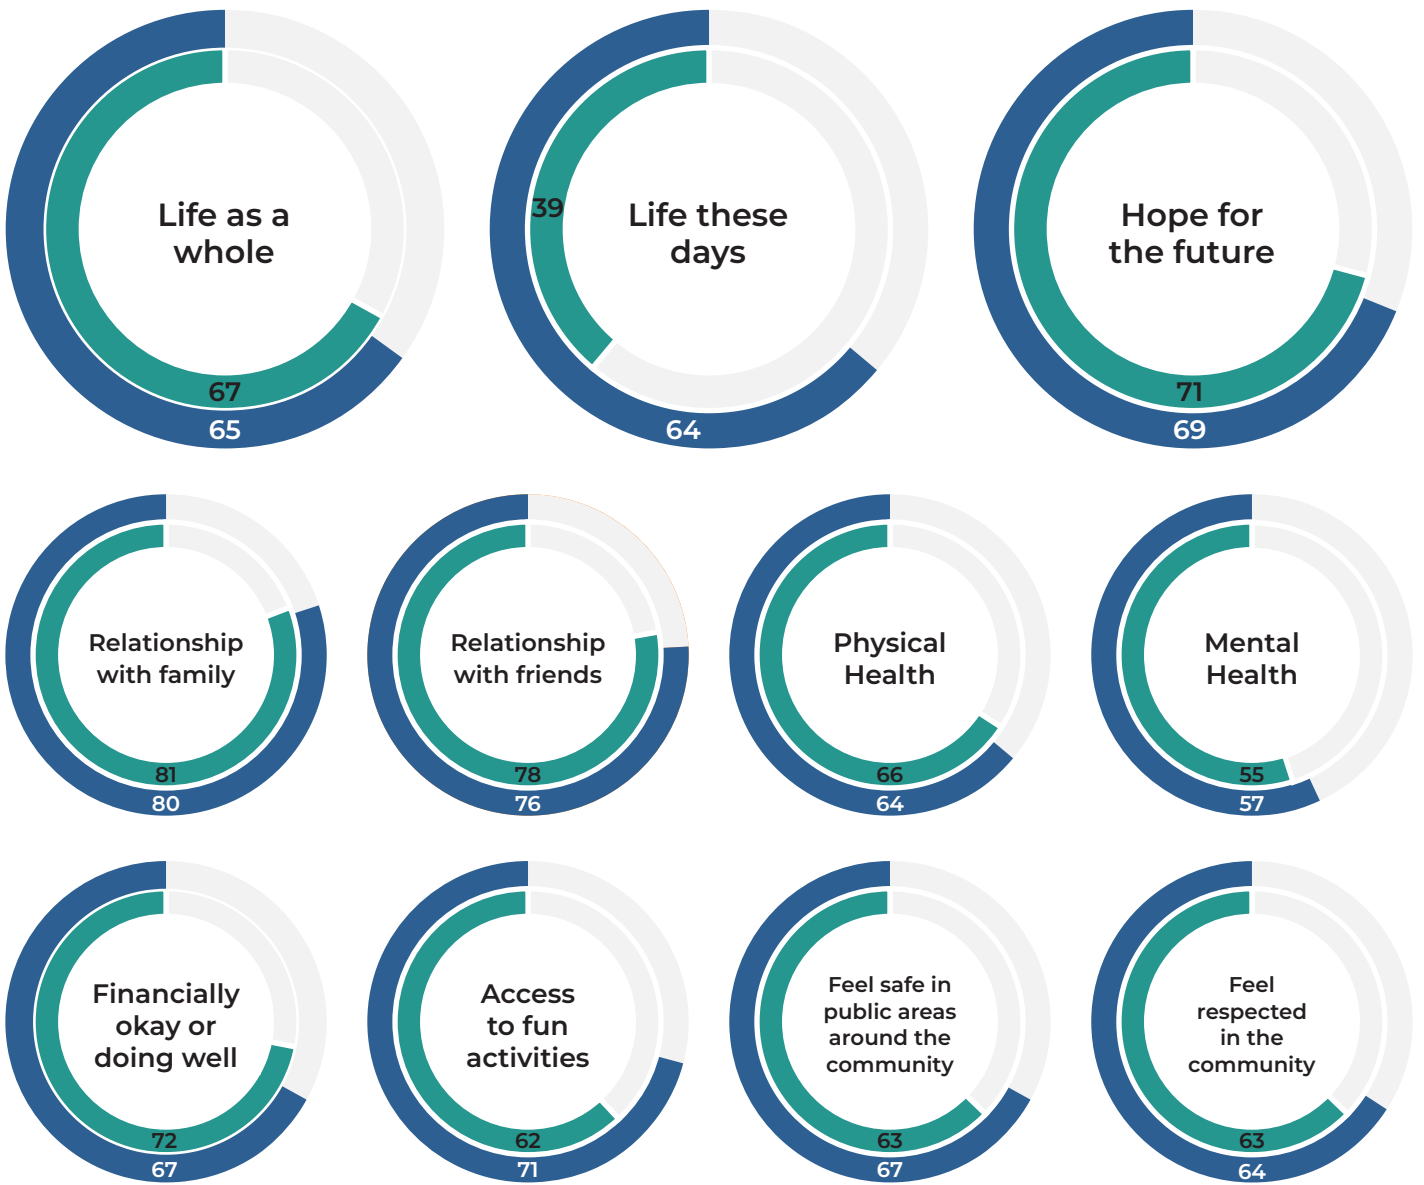 Life as a
whole
67
65
39
Life these
days
64
Hope for
the future
71
69
Relationship
with family
81
80
Relationship
with friends
78
76
Physical
Health
66
64
Mental
Health
55
57
Financially
okay or
doing well
72
67
Access
to fun
activities
62
71
Feel safe in
public areas
around the
community
63
67
Feel
respected
in the
community
63
64